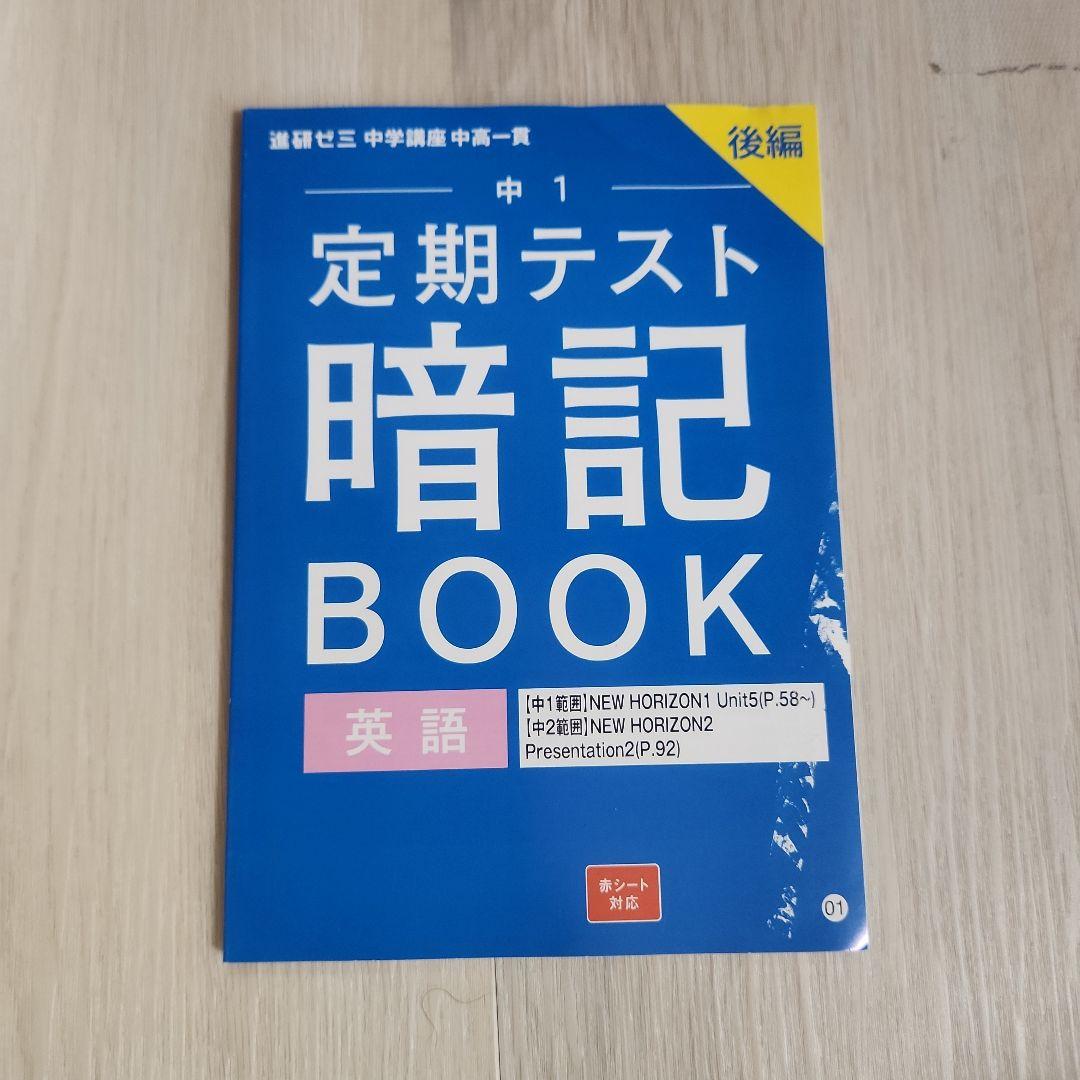 進研ゼミ 中学講座 中高一貫
後編
中1
定期テスト
暗記
BOOK
英語
【中1範囲】NEW HORIZON1 Unit5(P.58~)
【中2範囲】NEW HORIZON2
Presentation2(P.92)
赤シート
対応
01